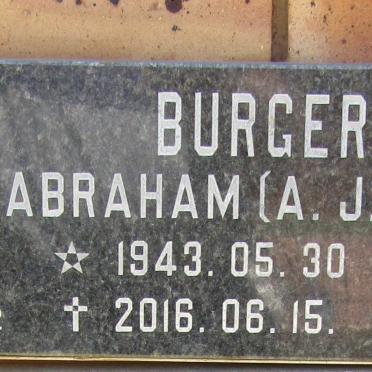 BURGER
ABRAHAM (A. J.
1943. 05. 30
2016. 06. 15.